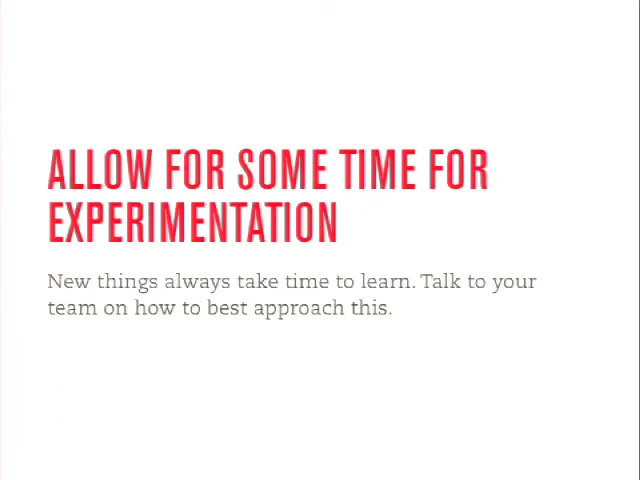 ALLOW FOR SOME TIME FOR
EXPERIMENTATION
New things always take time to learn. Talk to your
team on how to best approach this.